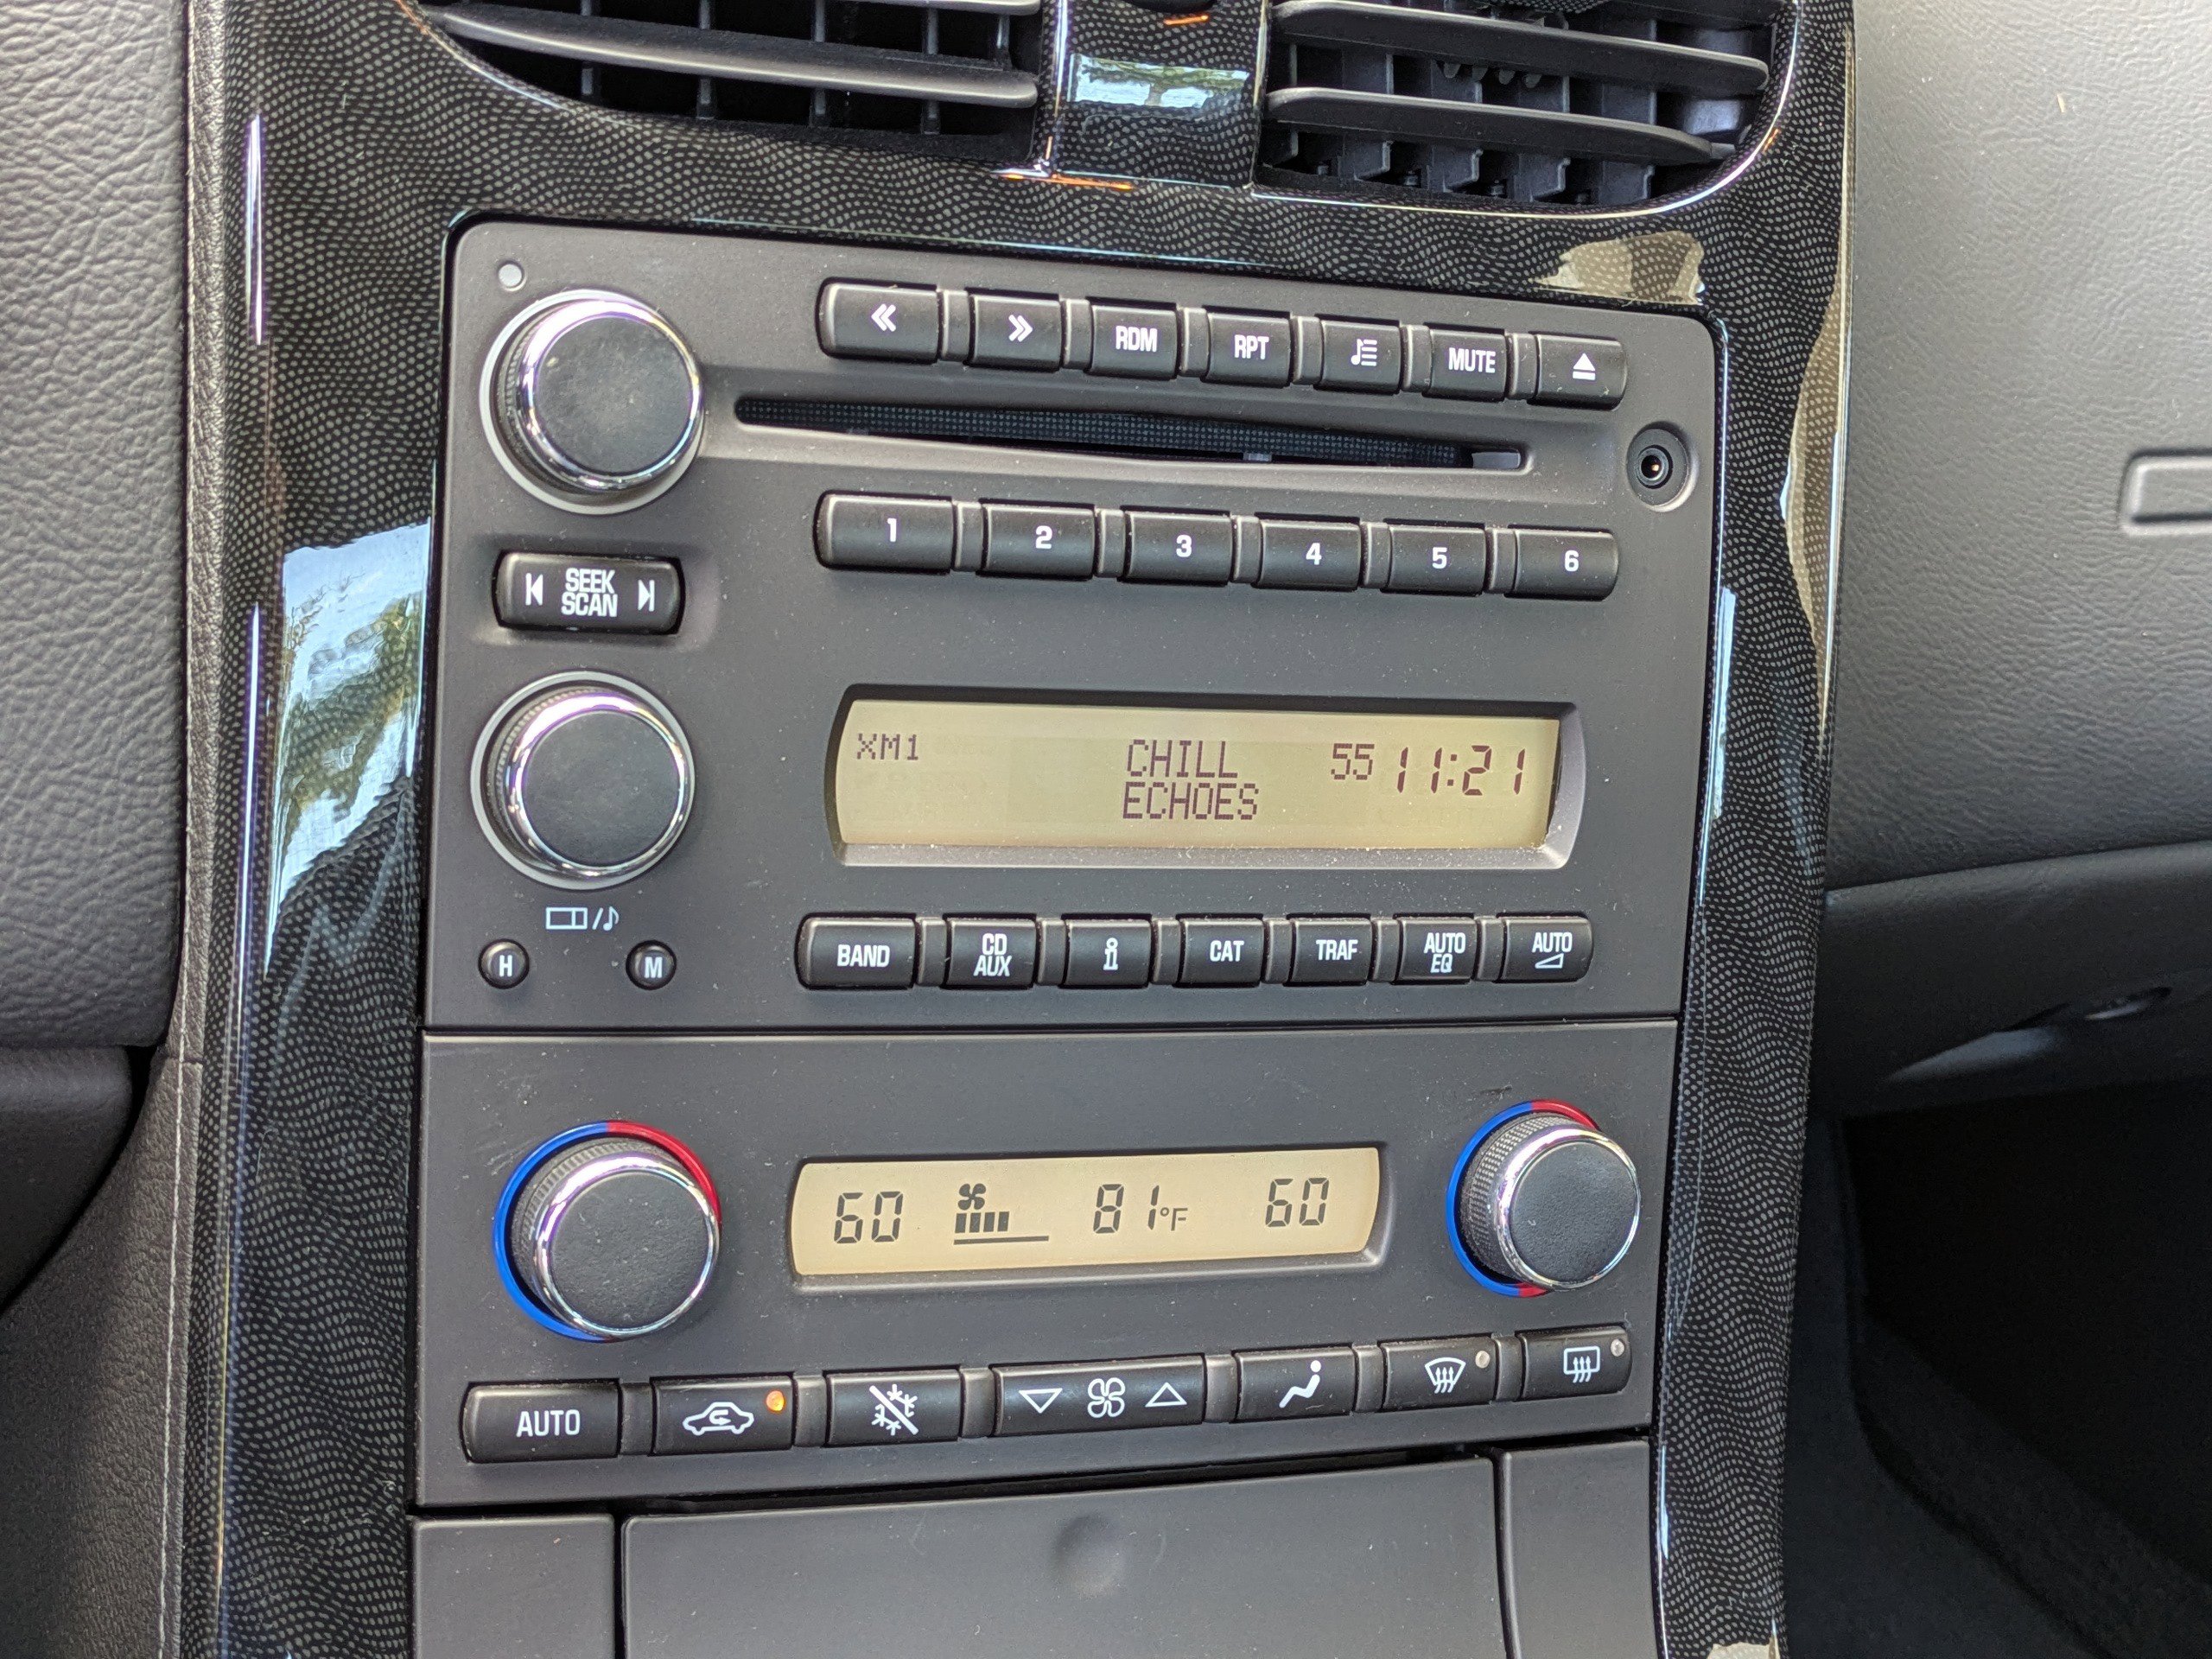 RDM RPT MUTE
1 2 3 4 5 6
SEEK
SCAN
XM1 CHILL 55 11:21
ECHOES
H M
BAND CD AUX i CAT TRAF AUTO EQ AUTO
60 81°F 60
AUTO